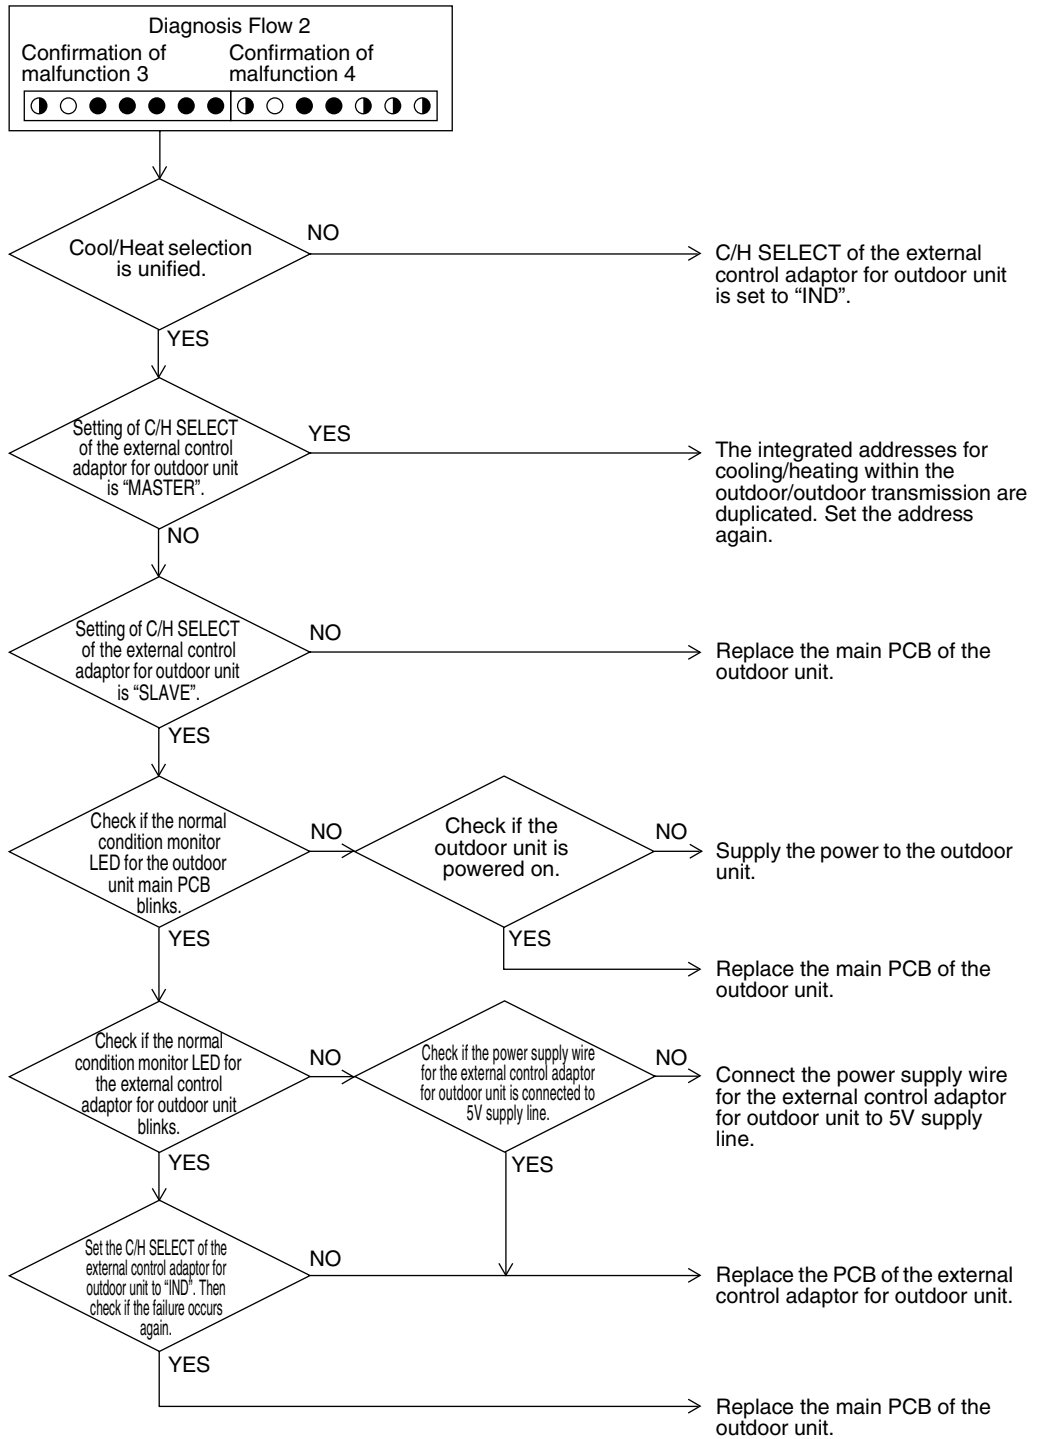 Diagnosis Flow 2
Confirmation of
malfunction 3
Confirmation of
malfunction 4
Cool/Heat selection
is unified.
NO
C/H SELECT of the external
control adaptor for outdoor unit
is set to “IND”.
YES
Setting of C/H SELECT
of the external control
adaptor for outdoor unit
is “MASTER”.
YES
The integrated addresses for
cooling/heating within the
outdoor/outdoor transmission are
duplicated. Set the address
again.
NO
Setting of C/H SELECT
of the external control
adaptor for outdoor unit
is “SLAVE”.
NO
Replace the main PCB of the
outdoor unit.
YES
Check if the normal
condition monitor
LED for the outdoor
unit main PCB
blinks.
NO
Check if the
outdoor unit is
powered on.
NO
Supply the power to the outdoor
unit.
YES
YES
Replace the main PCB of the
outdoor unit.
Check if the normal
condition monitor LED for
the external control
adaptor for outdoor unit
blinks.
NO
Check if the power supply wire
for the external control adaptor
for outdoor unit is connected to
5V supply line.
NO
Connect the power supply wire
for the external control adaptor
for outdoor unit to 5V supply
line.
YES
YES
Set the C/H SELECT of the
external control adaptor for
outdoor unit to “IND”. Then
check if the failure occurs
again.
NO
Replace the PCB of the external
control adaptor for outdoor unit.
YES
Replace the main PCB of the
outdoor unit.